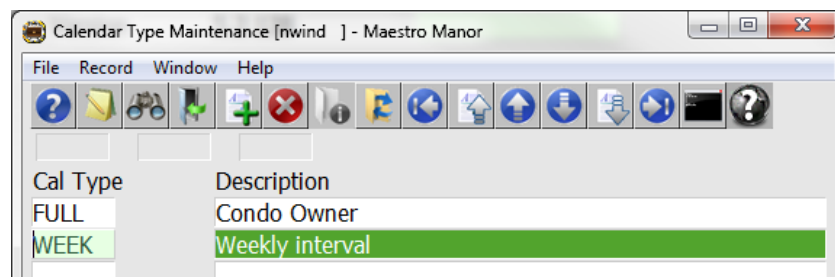 Calendar Type Maintenance [nwind   ] - Maestro Manor
File Record Window Help
Cal Type Description
FULL Condo Owner
WEEK Weekly interval